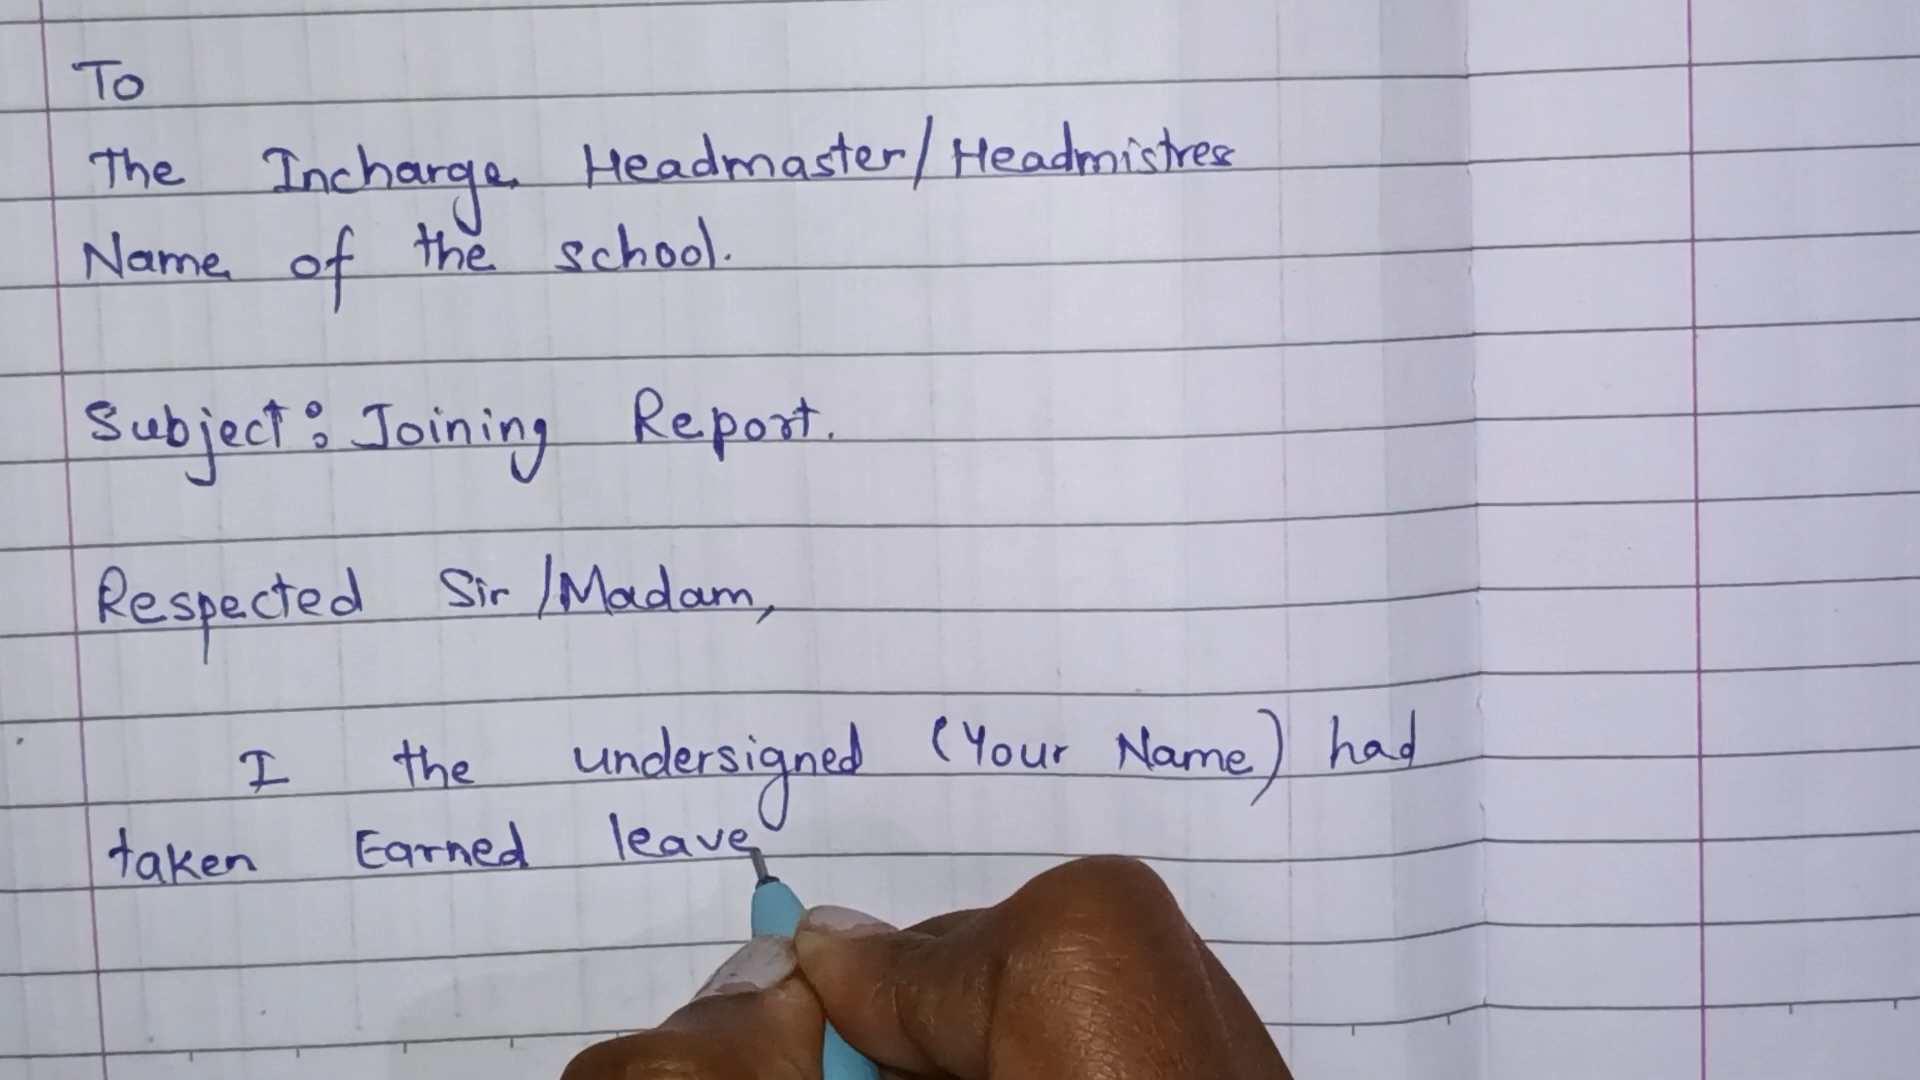 To
The Incharge Headmaster/Headmistres
Name of the school.
Subject: Joining Report.
Respected Sir /Madam,
I the undersigned (Your Name) had
taken Earned leave